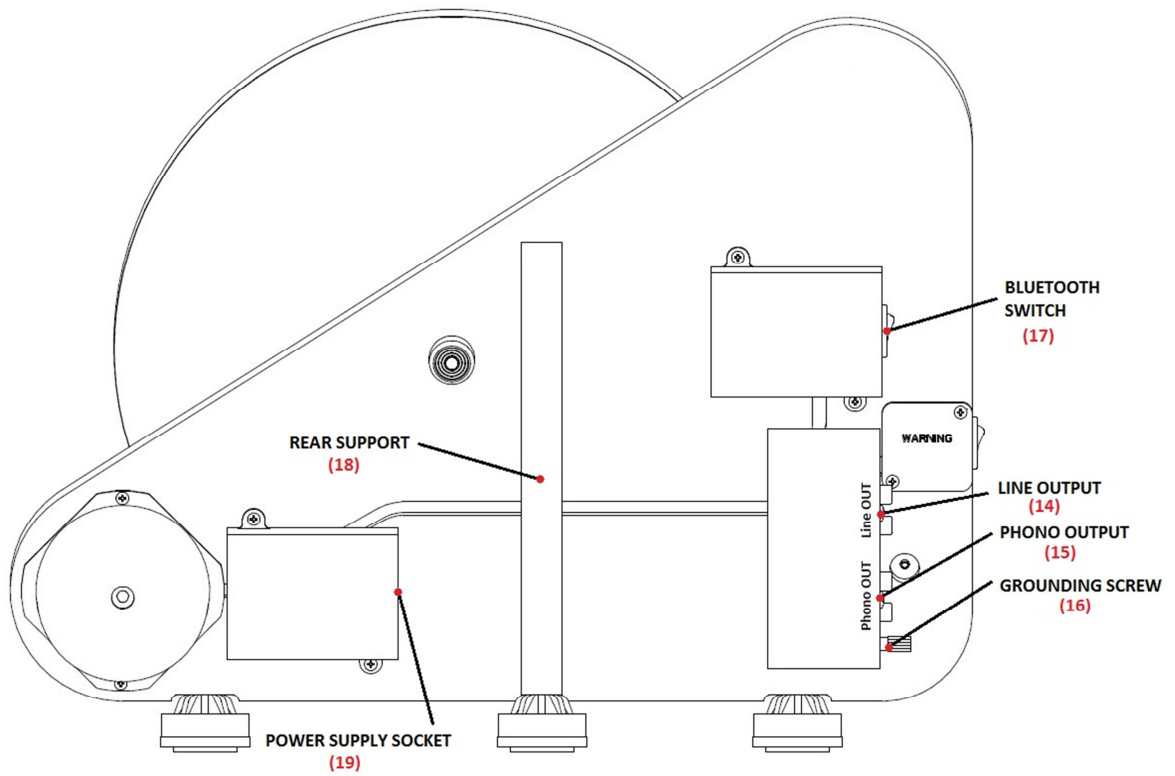 BLUETOOTH
SWITCH
(17)
WARNING
REAR SUPPORT
(18)
Line OUT
LINE OUTPUT
(14)
PHONO OUTPUT
(15)
Phono OUT
GROUNDING SCREW
(16)
POWER SUPPLY SOCKET
(19)